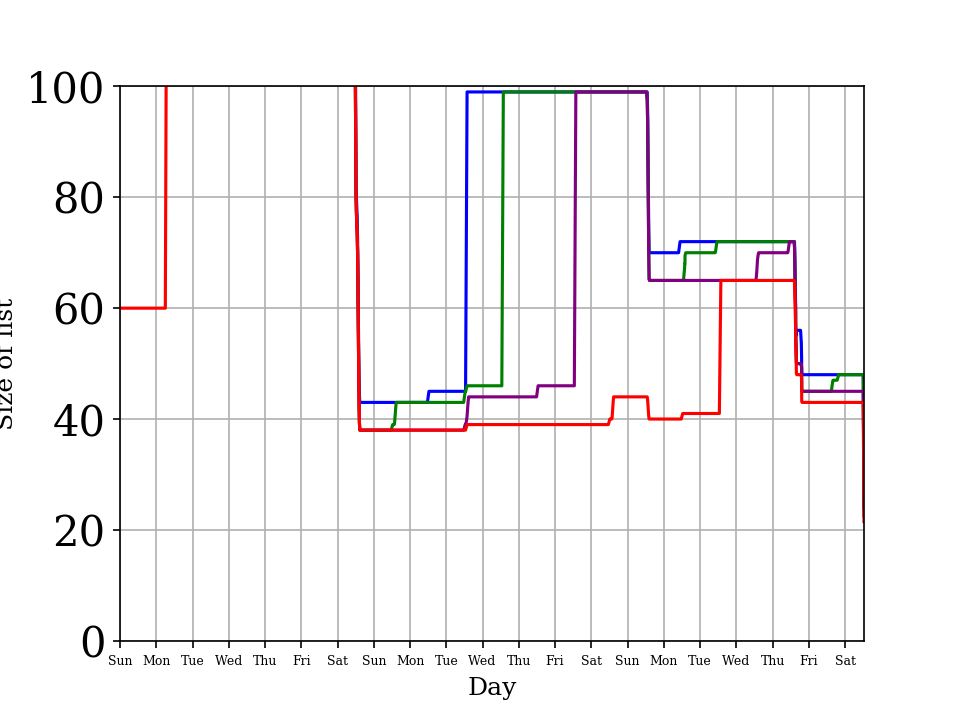 100
80
60
40
20
0
Size of list
Sun Mon Tue Wed Thu Fri Sat Sun Mon Tue Wed Thu Fri Sat Sun Mon Tue Wed Thu Fri Sat
Day